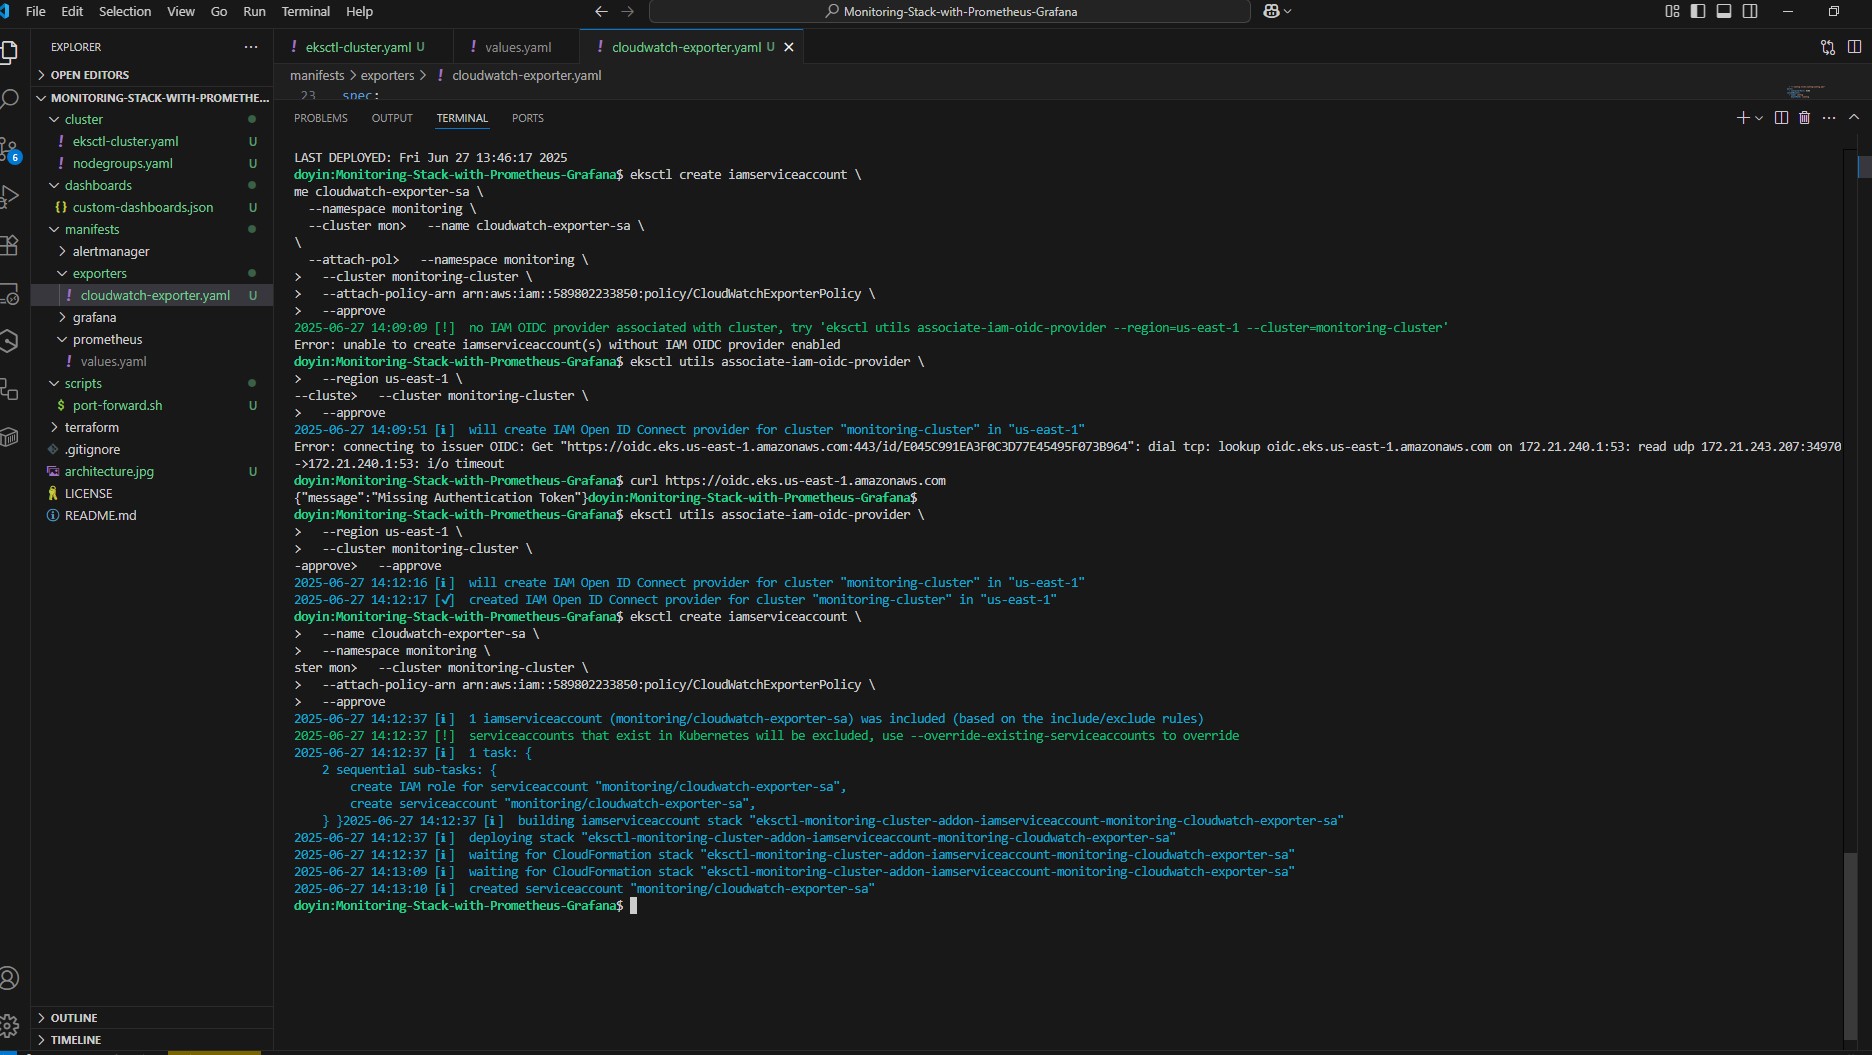 File Edit Selection View Go Run Terminal Help
Monitoring-Stack-with-Prometheus-Grafana
EXPLORER
OPEN EDITORS
MONITORING-STACK-WITH-PROMETHE...
cluster
! eksctl-cluster.yaml U
! nodegroups.yaml U
dashboards
{} custom-dashboards.json U
manifests
alertmanager
exporters
! cloudwatch-exporter.yaml U
grafana
prometheus
! values.yaml
scripts
$ port-forward.sh U
terraform
.gitignore
architecture.jpg U
LICENSE
README.md
OUTLINE
TIMELINE
6
! eksctl-cluster.yaml U ! values.yaml ! cloudwatch-exporter.yaml U
manifests > exporters > ! cloudwatch-exporter.yaml
23 spec:
PROBLEMS OUTPUT TERMINAL PORTS
LAST DEPLOYED: Fri Jun 27 13:46:17 2025
doyin:Monitoring-Stack-with-Prometheus-Grafana$ eksctl create iamserviceaccount \
me cloudwatch-exporter-sa \
  --namespace monitoring \
  --cluster mon>   --name cloudwatch-exporter-sa \
\
  --attach-pol>   --namespace monitoring \
>   --cluster monitoring-cluster \
>   --attach-policy-arn arn:aws:iam::589802233850:policy/CloudWatchExporterPolicy \
>   --approve
2025-06-27 14:09:09 [!]  no IAM OIDC provider associated with cluster, try 'eksctl utils associate-iam-oidc-provider --region=us-east-1 --cluster=monitoring-cluster'
Error: unable to create iamserviceaccount(s) without IAM OIDC provider enabled
doyin:Monitoring-Stack-with-Prometheus-Grafana$ eksctl utils associate-iam-oidc-provider \
>   --region us-east-1 \
--cluste>   --cluster monitoring-cluster \
>   --approve
2025-06-27 14:09:51 [ℹ]  will create IAM Open ID Connect provider for cluster "monitoring-cluster" in "us-east-1"
Error: connecting to issuer OIDC: Get "https://oidc.eks.us-east-1.amazonaws.com:443/id/E045C991EA3F0C3D77E45495F073B964": dial tcp: lookup oidc.eks.us-east-1.amazonaws.com on 172.21.240.1:53: read udp 172.21.243.207:34970
->172.21.240.1:53: i/o timeout
doyin:Monitoring-Stack-with-Prometheus-Grafana$ curl https://oidc.eks.us-east-1.amazonaws.com
{"message":"Missing Authentication Token"}doyin:Monitoring-Stack-with-Prometheus-Grafana$
doyin:Monitoring-Stack-with-Prometheus-Grafana$ eksctl utils associate-iam-oidc-provider \
>   --region us-east-1 \
>   --cluster monitoring-cluster \
-approve>   --approve
2025-06-27 14:12:16 [ℹ]  will create IAM Open ID Connect provider for cluster "monitoring-cluster" in "us-east-1"
2025-06-27 14:12:17 [✔]  created IAM Open ID Connect provider for cluster "monitoring-cluster" in "us-east-1"
doyin:Monitoring-Stack-with-Prometheus-Grafana$ eksctl create iamserviceaccount \
>   --name cloudwatch-exporter-sa \
>   --namespace monitoring \
ster mon>   --cluster monitoring-cluster \
>   --attach-policy-arn arn:aws:iam::589802233850:policy/CloudWatchExporterPolicy \
>   --approve
2025-06-27 14:12:37 [ℹ]  1 iamserviceaccount (monitoring/cloudwatch-exporter-sa) was included (based on the include/exclude rules)
2025-06-27 14:12:37 [!]  serviceaccounts that exist in Kubernetes will be excluded, use --override-existing-serviceaccounts to override
2025-06-27 14:12:37 [ℹ]  1 task: {
    2 sequential sub-tasks: {
        create IAM role for serviceaccount "monitoring/cloudwatch-exporter-sa",
        create serviceaccount "monitoring/cloudwatch-exporter-sa",
    } }2025-06-27 14:12:37 [ℹ]  building iamserviceaccount stack "eksctl-monitoring-cluster-addon-iamserviceaccount-monitoring-cloudwatch-exporter-sa"
2025-06-27 14:12:37 [ℹ]  deploying stack "eksctl-monitoring-cluster-addon-iamserviceaccount-monitoring-cloudwatch-exporter-sa"
2025-06-27 14:12:37 [ℹ]  waiting for CloudFormation stack "eksctl-monitoring-cluster-addon-iamserviceaccount-monitoring-cloudwatch-exporter-sa"
2025-06-27 14:13:09 [ℹ]  waiting for CloudFormation stack "eksctl-monitoring-cluster-addon-iamserviceaccount-monitoring-cloudwatch-exporter-sa"
2025-06-27 14:13:10 [ℹ]  created serviceaccount "monitoring/cloudwatch-exporter-sa"
doyin:Monitoring-Stack-with-Prometheus-Grafana$